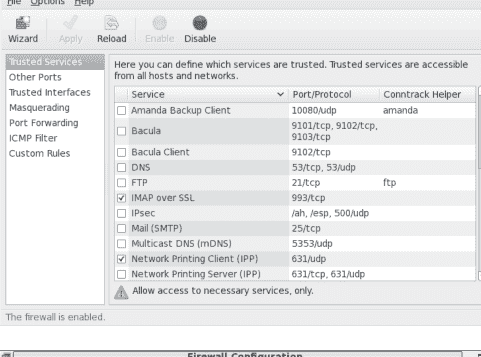 File Options Help
Wizard Apply Reload Enable Disable
Trusted Services
Other Ports
Trusted Interfaces
Masquerading
Port Forwarding
ICMP Filter
Custom Rules
Here you can define which services are trusted. Trusted services are accessible
from all hosts and networks.
Service Port/Protocol Conntrack Helper
Amanda Backup Client 10080/udp amanda
Bacula 9101/tcp, 9102/tcp,
9103/tcp
Bacula Client 9102/tcp
DNS 53/tcp, 53/udp
FTP 21/tcp ftp
IMAP over SSL 993/tcp
IPsec /ah, /esp, 500/udp
Mail (SMTP) 25/tcp
Multicast DNS (mDNS) 5353/udp
Network Printing Client (IPP) 631/udp
Network Printing Server (IPP) 631/tcp, 631/udp
Allow access to necessary services, only.
The firewall is enabled.
Firewall Configuration